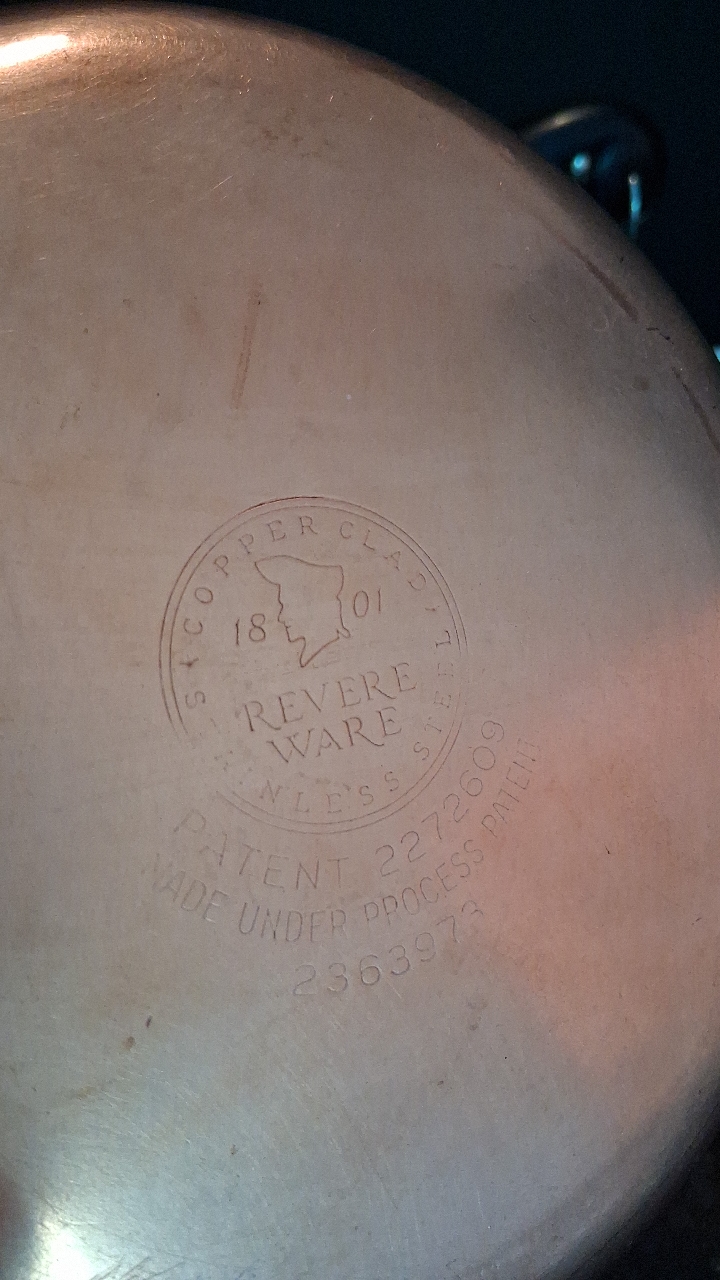 COPPER CLAD
18 01
REVERE
WARE
STAINLESS STEEL
PATENT 2272609
MADE UNDER PROCESS PATENT
2363973